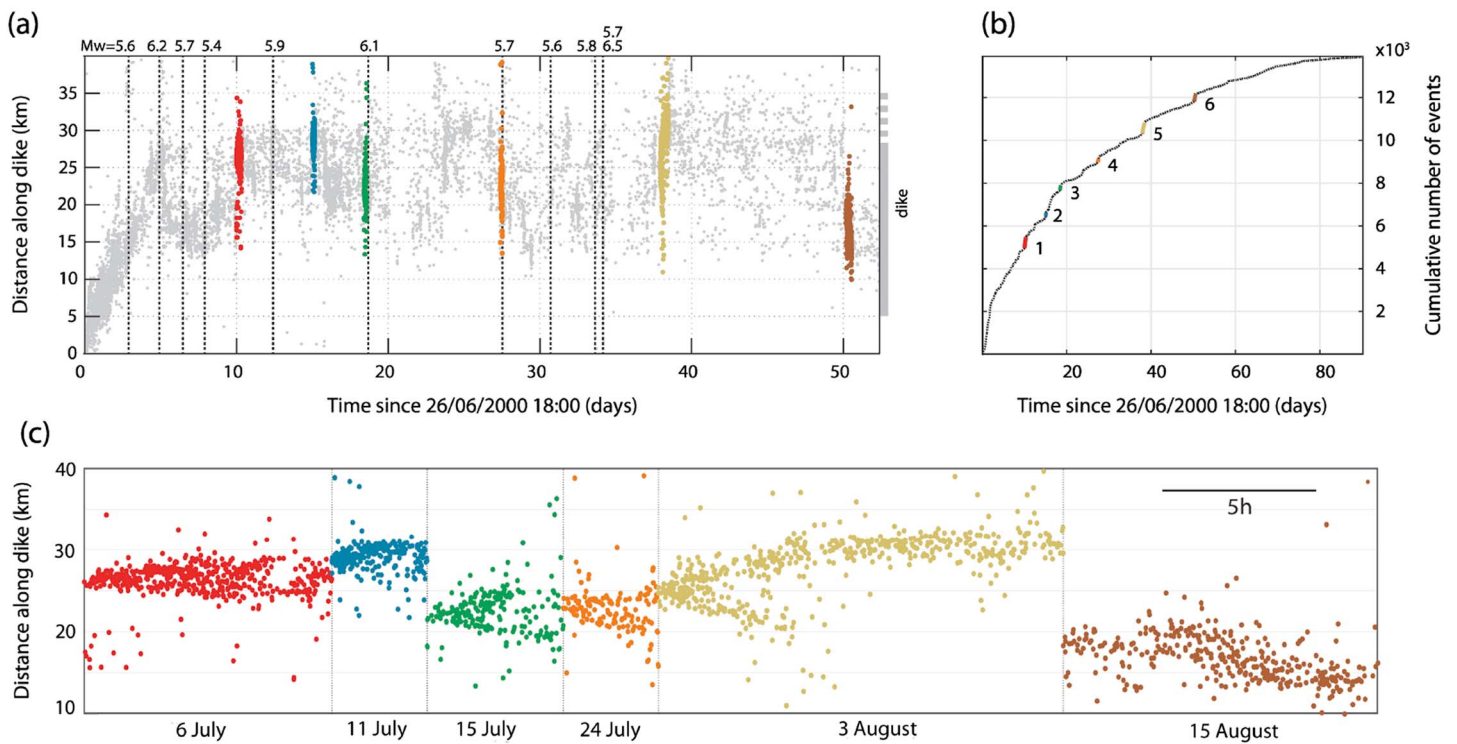 (a)
5.7
Mw=5.6 6.2 5.7 5.4 5.9 6.1 5.7 5.6 5.8 6.5
35
30
25
20
15
10
5
0
Distance along dike (km)
dike
0 10 20 30 40 50
Time since 26/06/2000 18:00 (days)
(b)
x10³
12
10
8
6
4
2
Cumulative number of events
1
2
3
4
5
6
20 40 60 80
Time since 26/06/2000 18:00 (days)
(c)
40
30
20
10
Distance along dike (km)
5h
6 July 11 July 15 July 24 July 3 August 15 August